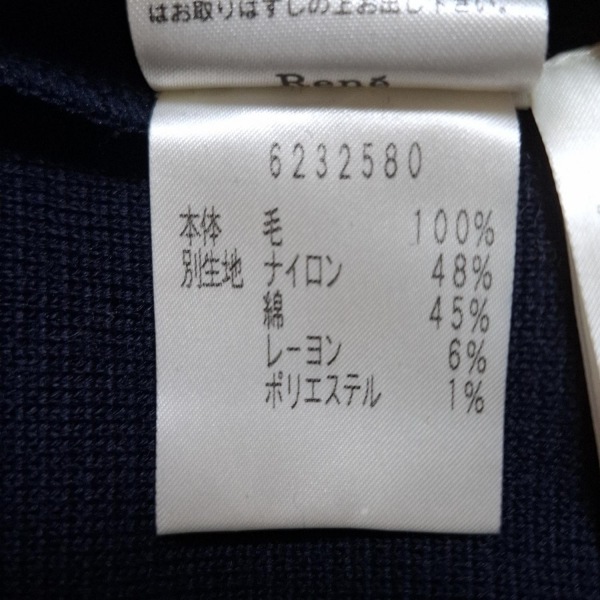 はお取りはずしの上お出し下さい。
René
6232580
本体 毛 100%
別生地 ナイロン 48%
綿 45%
レーヨン 6%
ポリエステル 1%